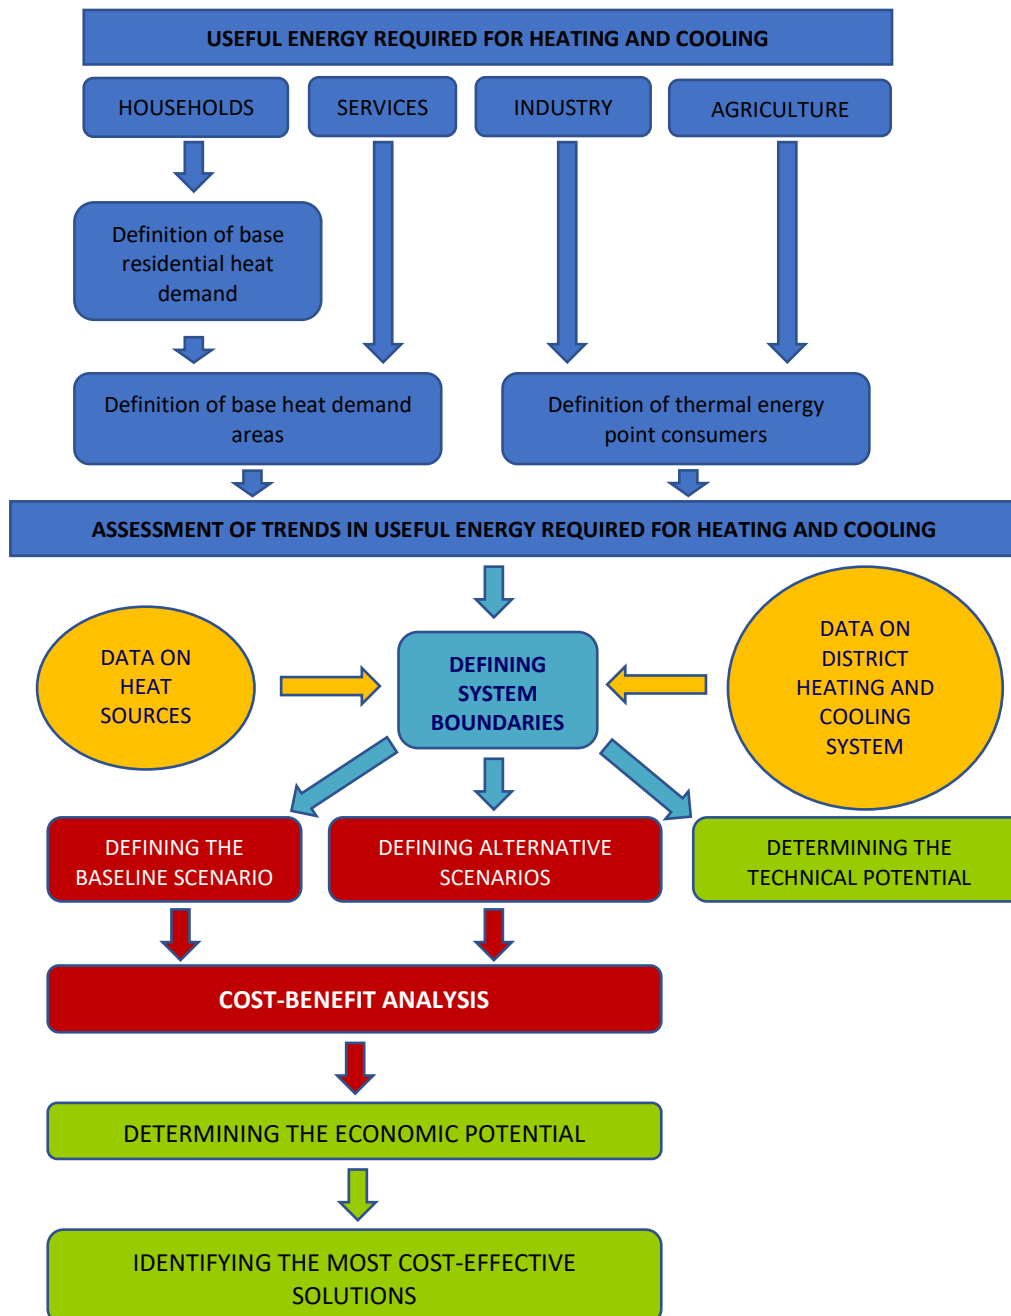 USEFUL ENERGY REQUIRED FOR HEATING AND COOLING
HOUSEHOLDS
SERVICES
INDUSTRY
AGRICULTURE
Definition of base
residential heat
demand
Definition of base heat demand
areas
Definition of thermal energy
point consumers
ASSESSMENT OF TRENDS IN USEFUL ENERGY REQUIRED FOR HEATING AND COOLING
DATA ON
HEAT
SOURCES
DEFINING
SYSTEM
BOUNDARIES
DATA ON
DISTRICT
HEATING AND
COOLING
SYSTEM
DEFINING THE
BASELINE SCENARIO
DEFINING ALTERNATIVE
SCENARIOS
DETERMINING THE
TECHNICAL POTENTIAL
COST-BENEFIT ANALYSIS
DETERMINING THE ECONOMIC POTENTIAL
IDENTIFYING THE MOST COST-EFFECTIVE
SOLUTIONS